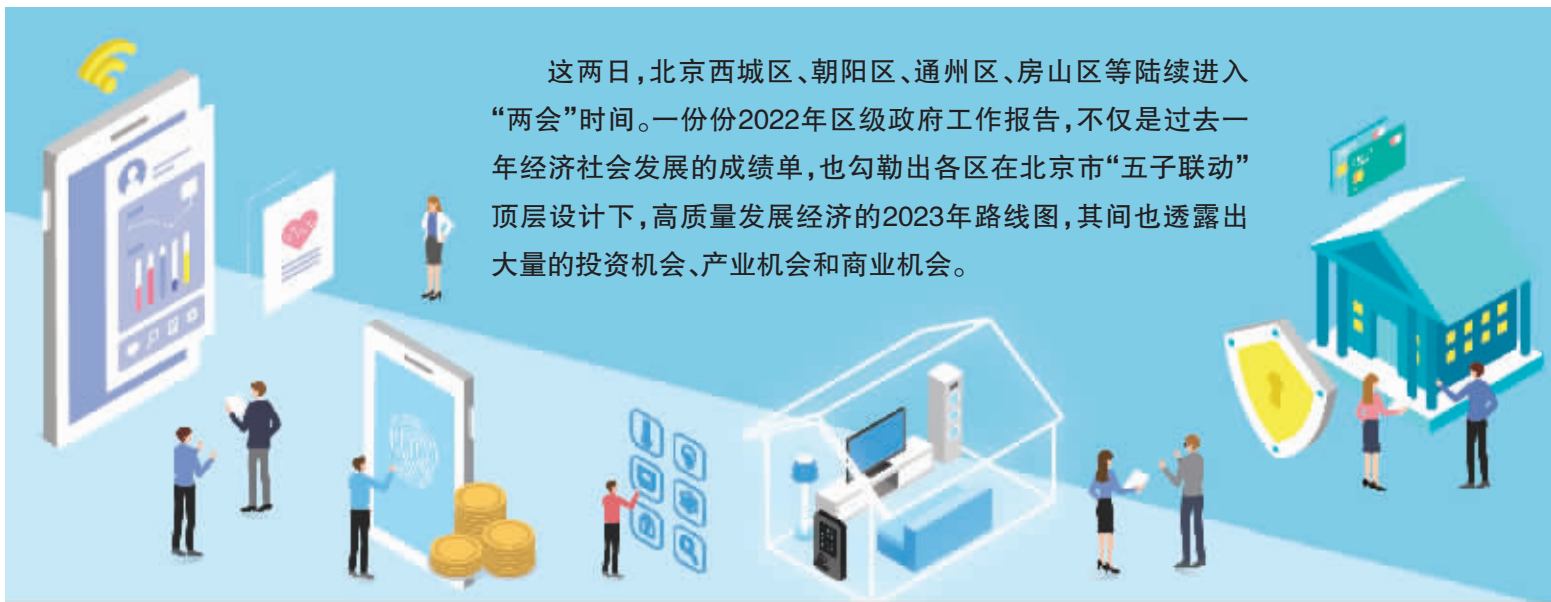 这两日,北京西城区、朝阳区、通州区、房山区等陆续进入
“两会”时间。一份份2022年区级政府工作报告,不仅是过去一
年经济社会发展的成绩单,也勾勒出各区在北京市“五子联动”
顶层设计下,高质量发展经济的2023年路线图,其间也透露出
大量的投资机会、产业机会和商业机会。